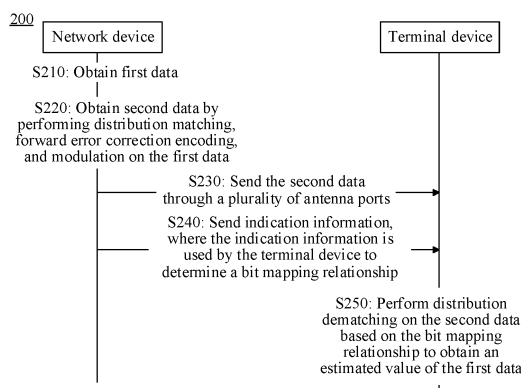 200
Network device
Terminal device
S210: Obtain first data
S220: Obtain second data by
performing distribution matching,
forward error correction encoding,
and modulation on the first data
S230: Send the second data
through a plurality of antenna ports
S240: Send indication information,
where the indication information is
used by the terminal device to
determine a bit mapping relationship
S250: Perform distribution
dematching on the second data
based on the bit mapping
relationship to obtain an
estimated value of the first data